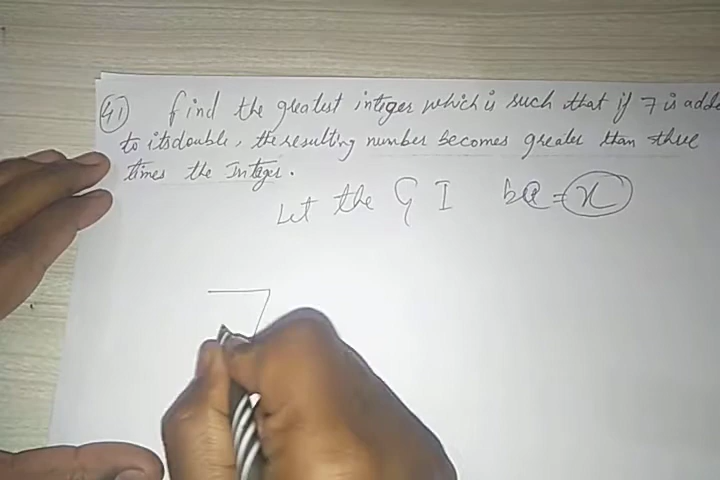 41 find the greatest integer which is such that if 7 is adde
to its double, the resulting number becomes greater than three
times the Integer.
Let the G I be = x
7